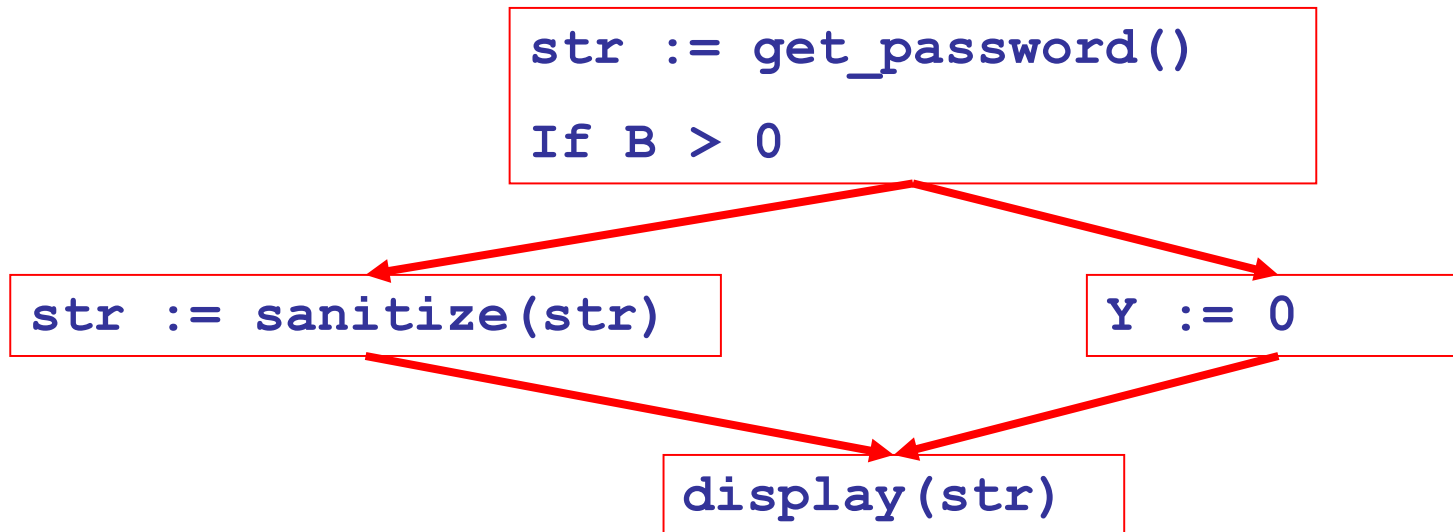 str := get_password()
If B > 0
str := sanitize(str)
Y := 0
display(str)